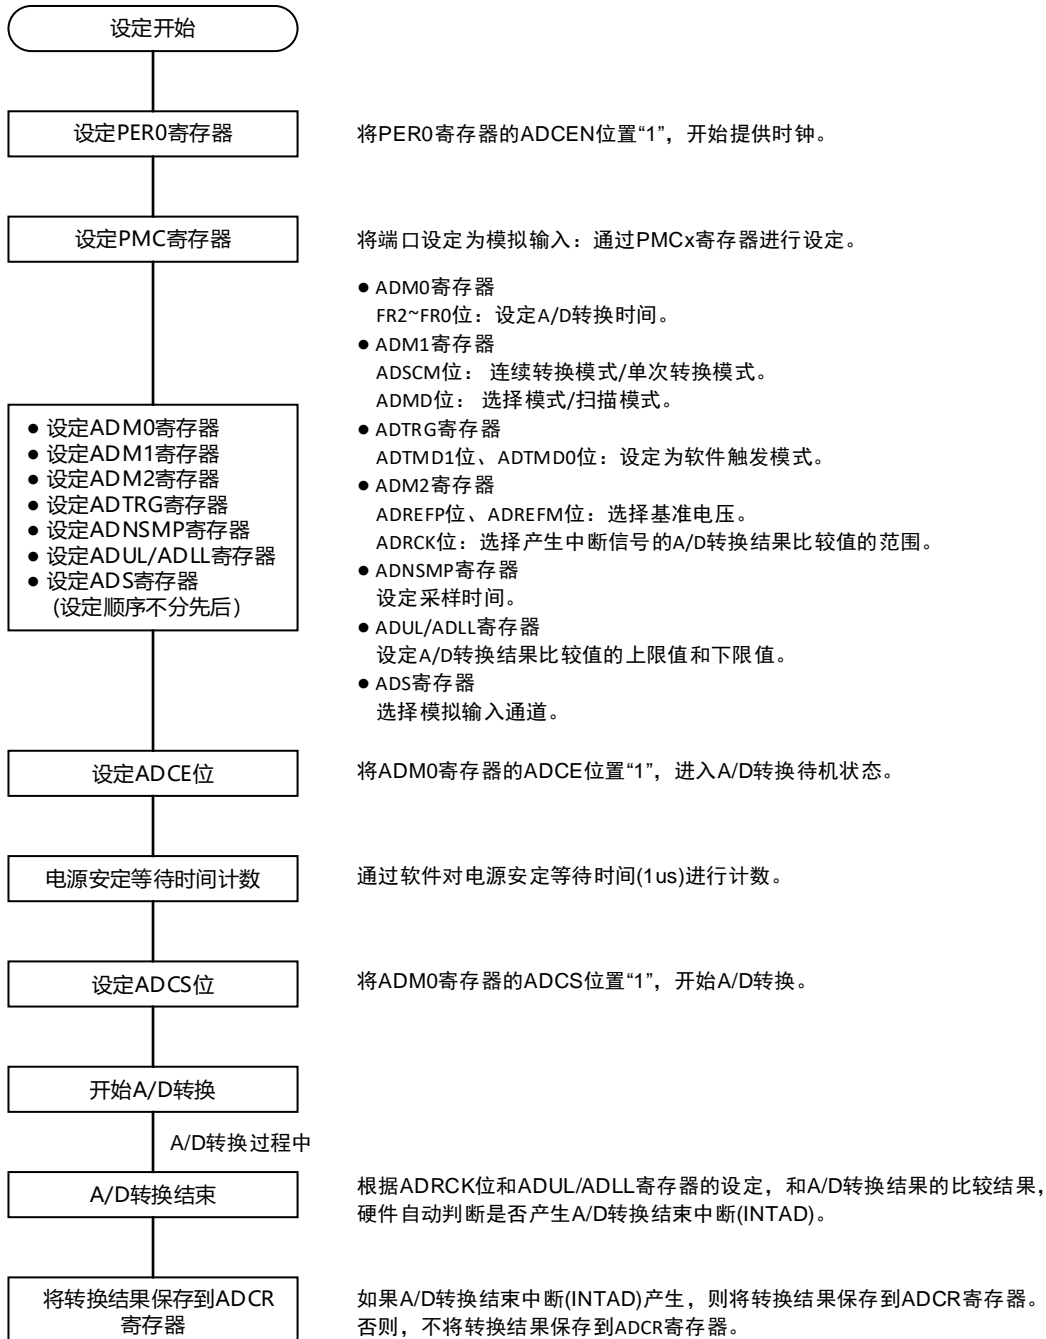 设定开始
设定PER0寄存器
将PER0寄存器的ADCEN位置“1”，开始提供时钟。
设定PMC寄存器
将端口设定为模拟输入：通过PMCx寄存器进行设定。
● 设定ADM0寄存器
● 设定ADM1寄存器
● 设定ADM2寄存器
● 设定ADTRG寄存器
● 设定ADNSMP寄存器
● 设定ADUL/ADLL寄存器
● 设定ADS寄存器
(设定顺序不分先后)
● ADM0寄存器
FR2~FR0位：设定A/D转换时间。
● ADM1寄存器
ADSCM位： 连续转换模式/单次转换模式。
ADMD位： 选择模式/扫描模式。
● ADTRG寄存器
ADTMD1位、ADTMD0位：设定为软件触发模式。
● ADM2寄存器
ADREFP位、ADREFM位：选择基准电压。
ADRCK位：选择产生中断信号的A/D转换结果比较值的范围。
● ADNSMP寄存器
设定采样时间。
● ADUL/ADLL寄存器
设定A/D转换结果比较值的上限值和下限值。
● ADS寄存器
选择模拟输入通道。
设定ADCE位
将ADM0寄存器的ADCE位置“1”，进入A/D转换待机状态。
电源安定等待时间计数
通过软件对电源安定等待时间(1us)进行计数。
设定ADCS位
将ADM0寄存器的ADCS位置“1”，开始A/D转换。
开始A/D转换
A/D转换过程中
A/D转换结束
根据ADRCK位和ADUL/ADLL寄存器的设定，和A/D转换结果的比较结果，
硬件自动判断是否产生A/D转换结束中断(INTAD)。
将转换结果保存到ADCR
寄存器
如果A/D转换结束中断(INTAD)产生，则将转换结果保存到ADCR寄存器。
否则，不将转换结果保存到ADCR寄存器。